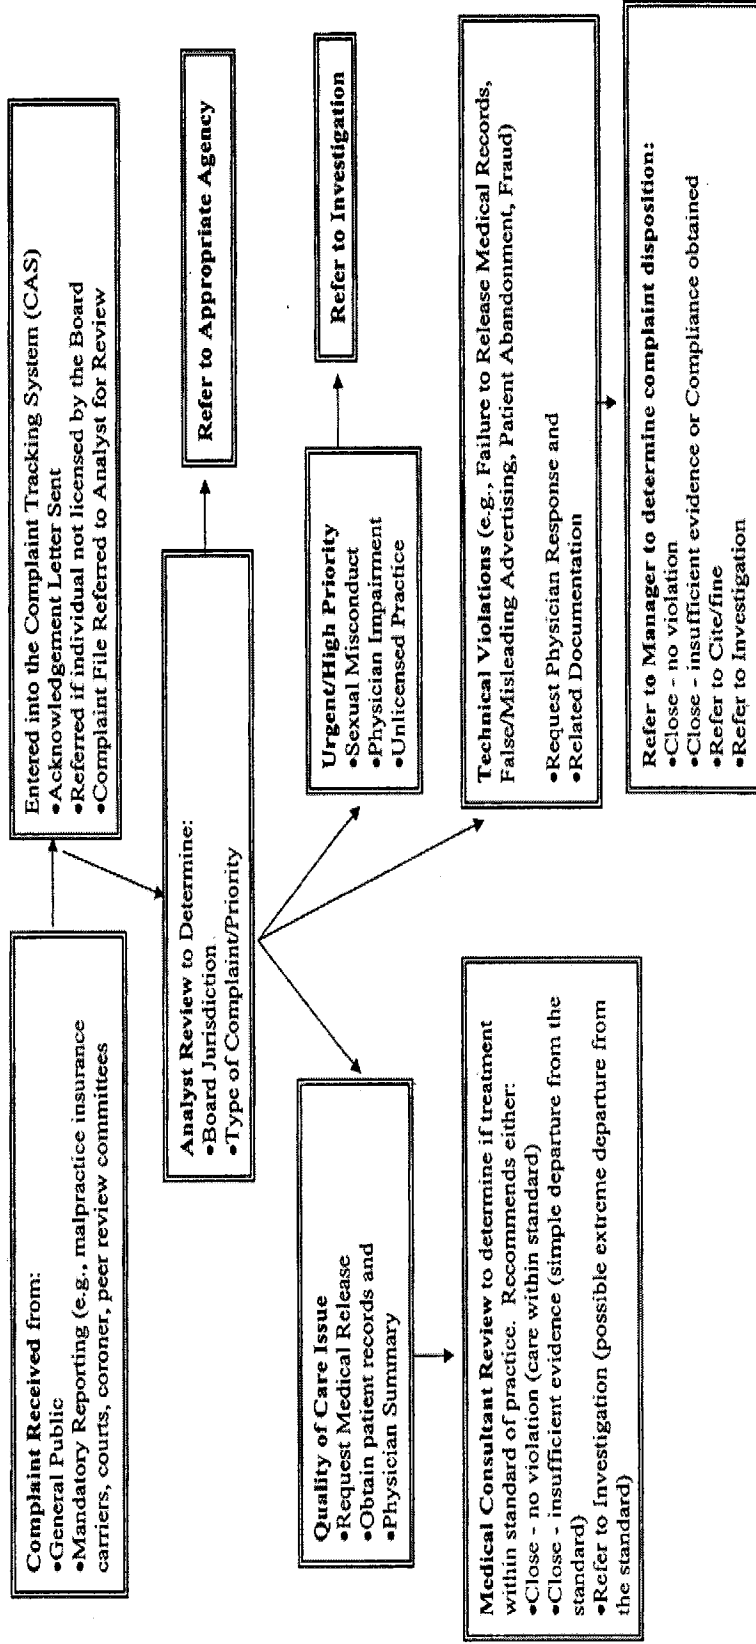 Complaint Received from:
•General Public
•Mandatory Reporting (e.g., malpractice insurance
carriers, courts, coroner, peer review committees
Entered into the Complaint Tracking System (CAS)
•Acknowledgement Letter Sent
•Referred if individual not licensed by the Board
•Complaint File Referred to Analyst for Review
Analyst Review to Determine:
•Board Jurisdiction
•Type of Complaint/Priority
Refer to Appropriate Agency
Quality of Care Issue
•Request Medical Release
•Obtain patient records and
•Physician Summary
Urgent/High Priority
•Sexual Misconduct
•Physician Impairment
•Unlicensed Practice
Refer to Investigation
Medical Consultant Review to determine if treatment
within standard of practice. Recommends either:
•Close - no violation (care within standard)
•Close - insufficient evidence (simple departure from the
standard)
•Refer to Investigation (possible extreme departure from
the standard)
Technical Violations (e.g., Failure to Release Medical Records,
False/Misleading Advertising, Patient Abandonment, Fraud)
•Request Physician Response and
•Related Documentation
Refer to Manager to determine complaint disposition:
•Close - no violation
•Close - insufficient evidence or Compliance obtained
•Refer to Cite/fine
•Refer to Investigation